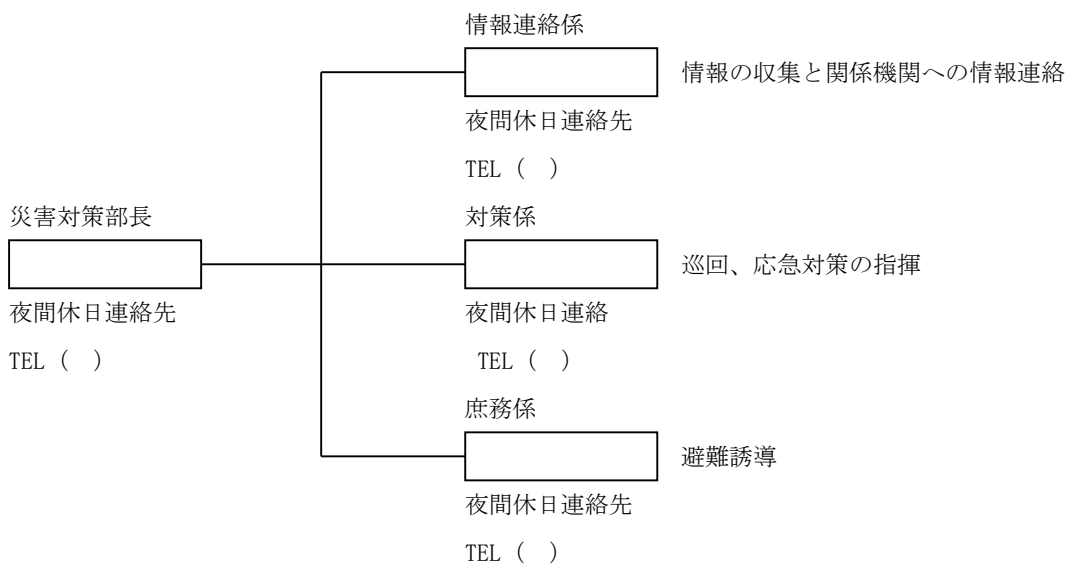 情報連絡係
情報の収集と関係機関への情報連絡
夜問休日連絡先
TEL ( )
災害対策部長
夜間休日連絡先
TEL ( )
対策係
巡回、応急対策の指揮
夜間休日連絡
TEL ( )
庶務係
避難誘導
夜間休日連絡先
TEL ( )